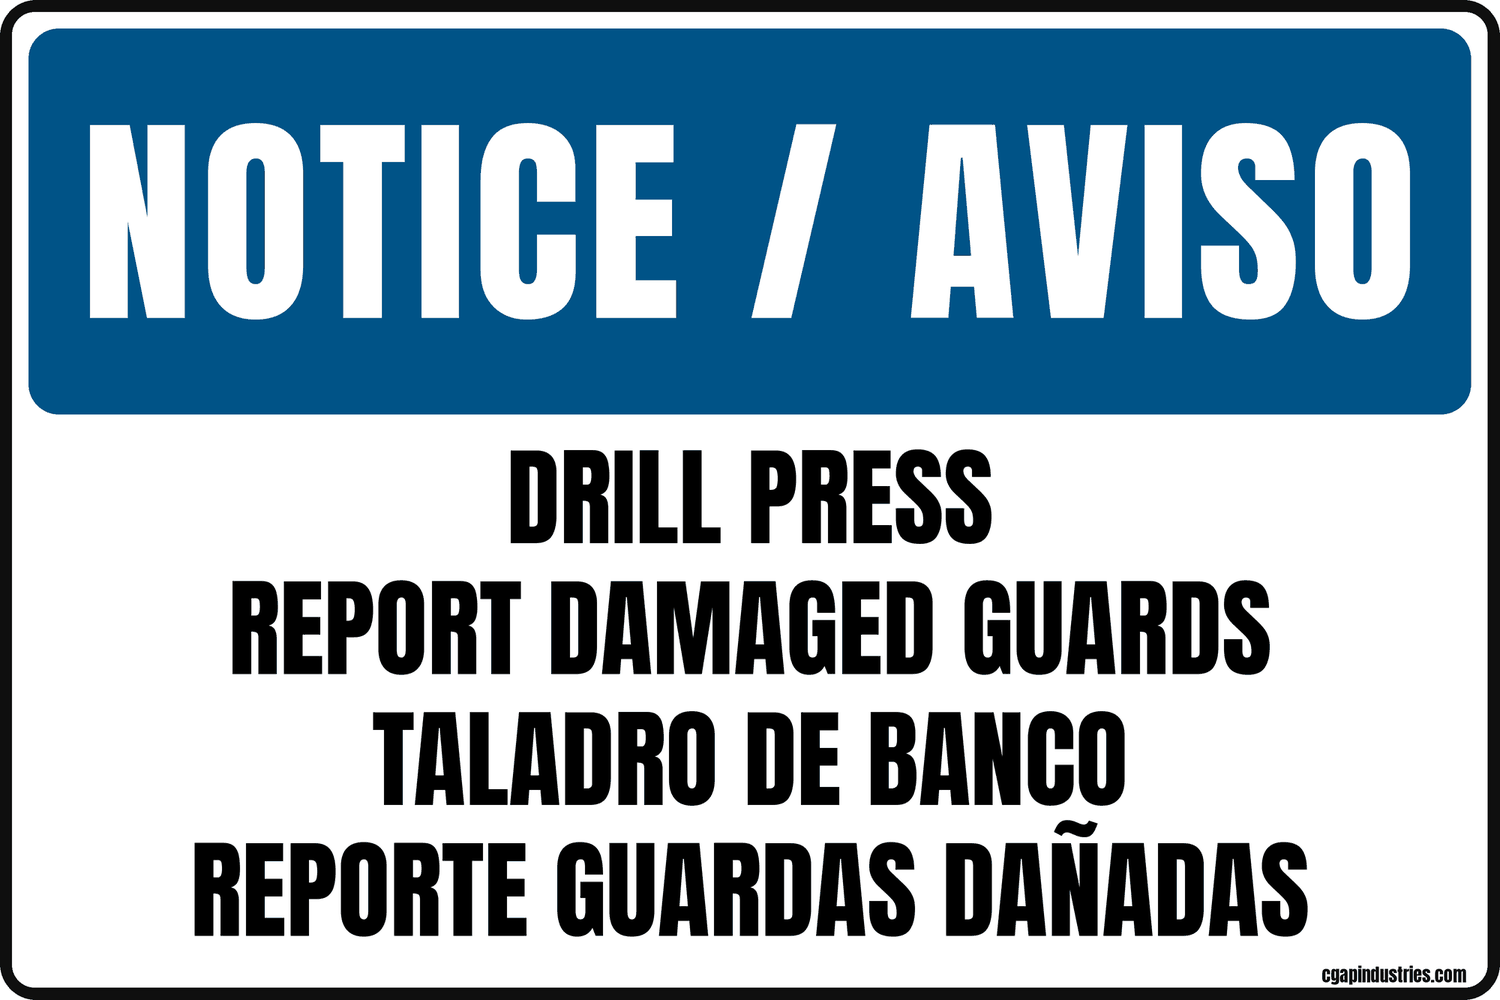 NOTICE / AVISO
DRILL PRESS
REPORT DAMAGED GUARDS
TALADRO DE BANCO
REPORTE GUARDAS DAÑADAS
cgapindustries.com